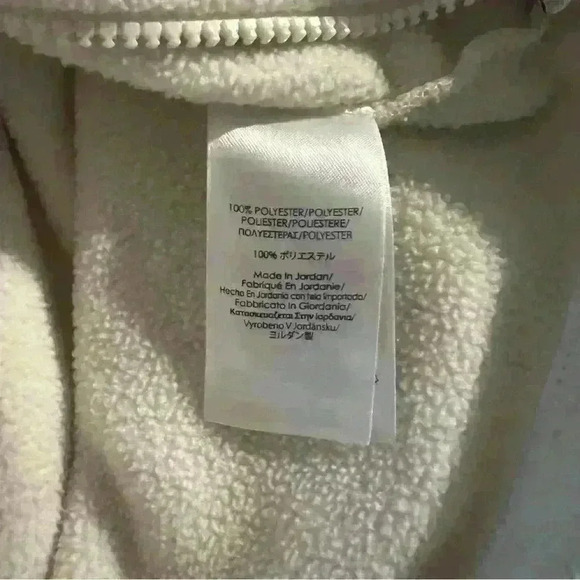 100% POLYESTER/POLYESTER/
POLIESTER/POLIESTERE/
ΠΟΛΥΕΣΤΕΡΑΣ/POLYESTER
100% ポリエステル
Made In Jordan/
Fabriqué En Jordanie/
Hecho En Jordania con tela importada/
Fabbricato In Giordania/
Κατασκευάζεται Στην Ιορδανία/
Vyrobeno V Jordánsku/
ヨルダン製